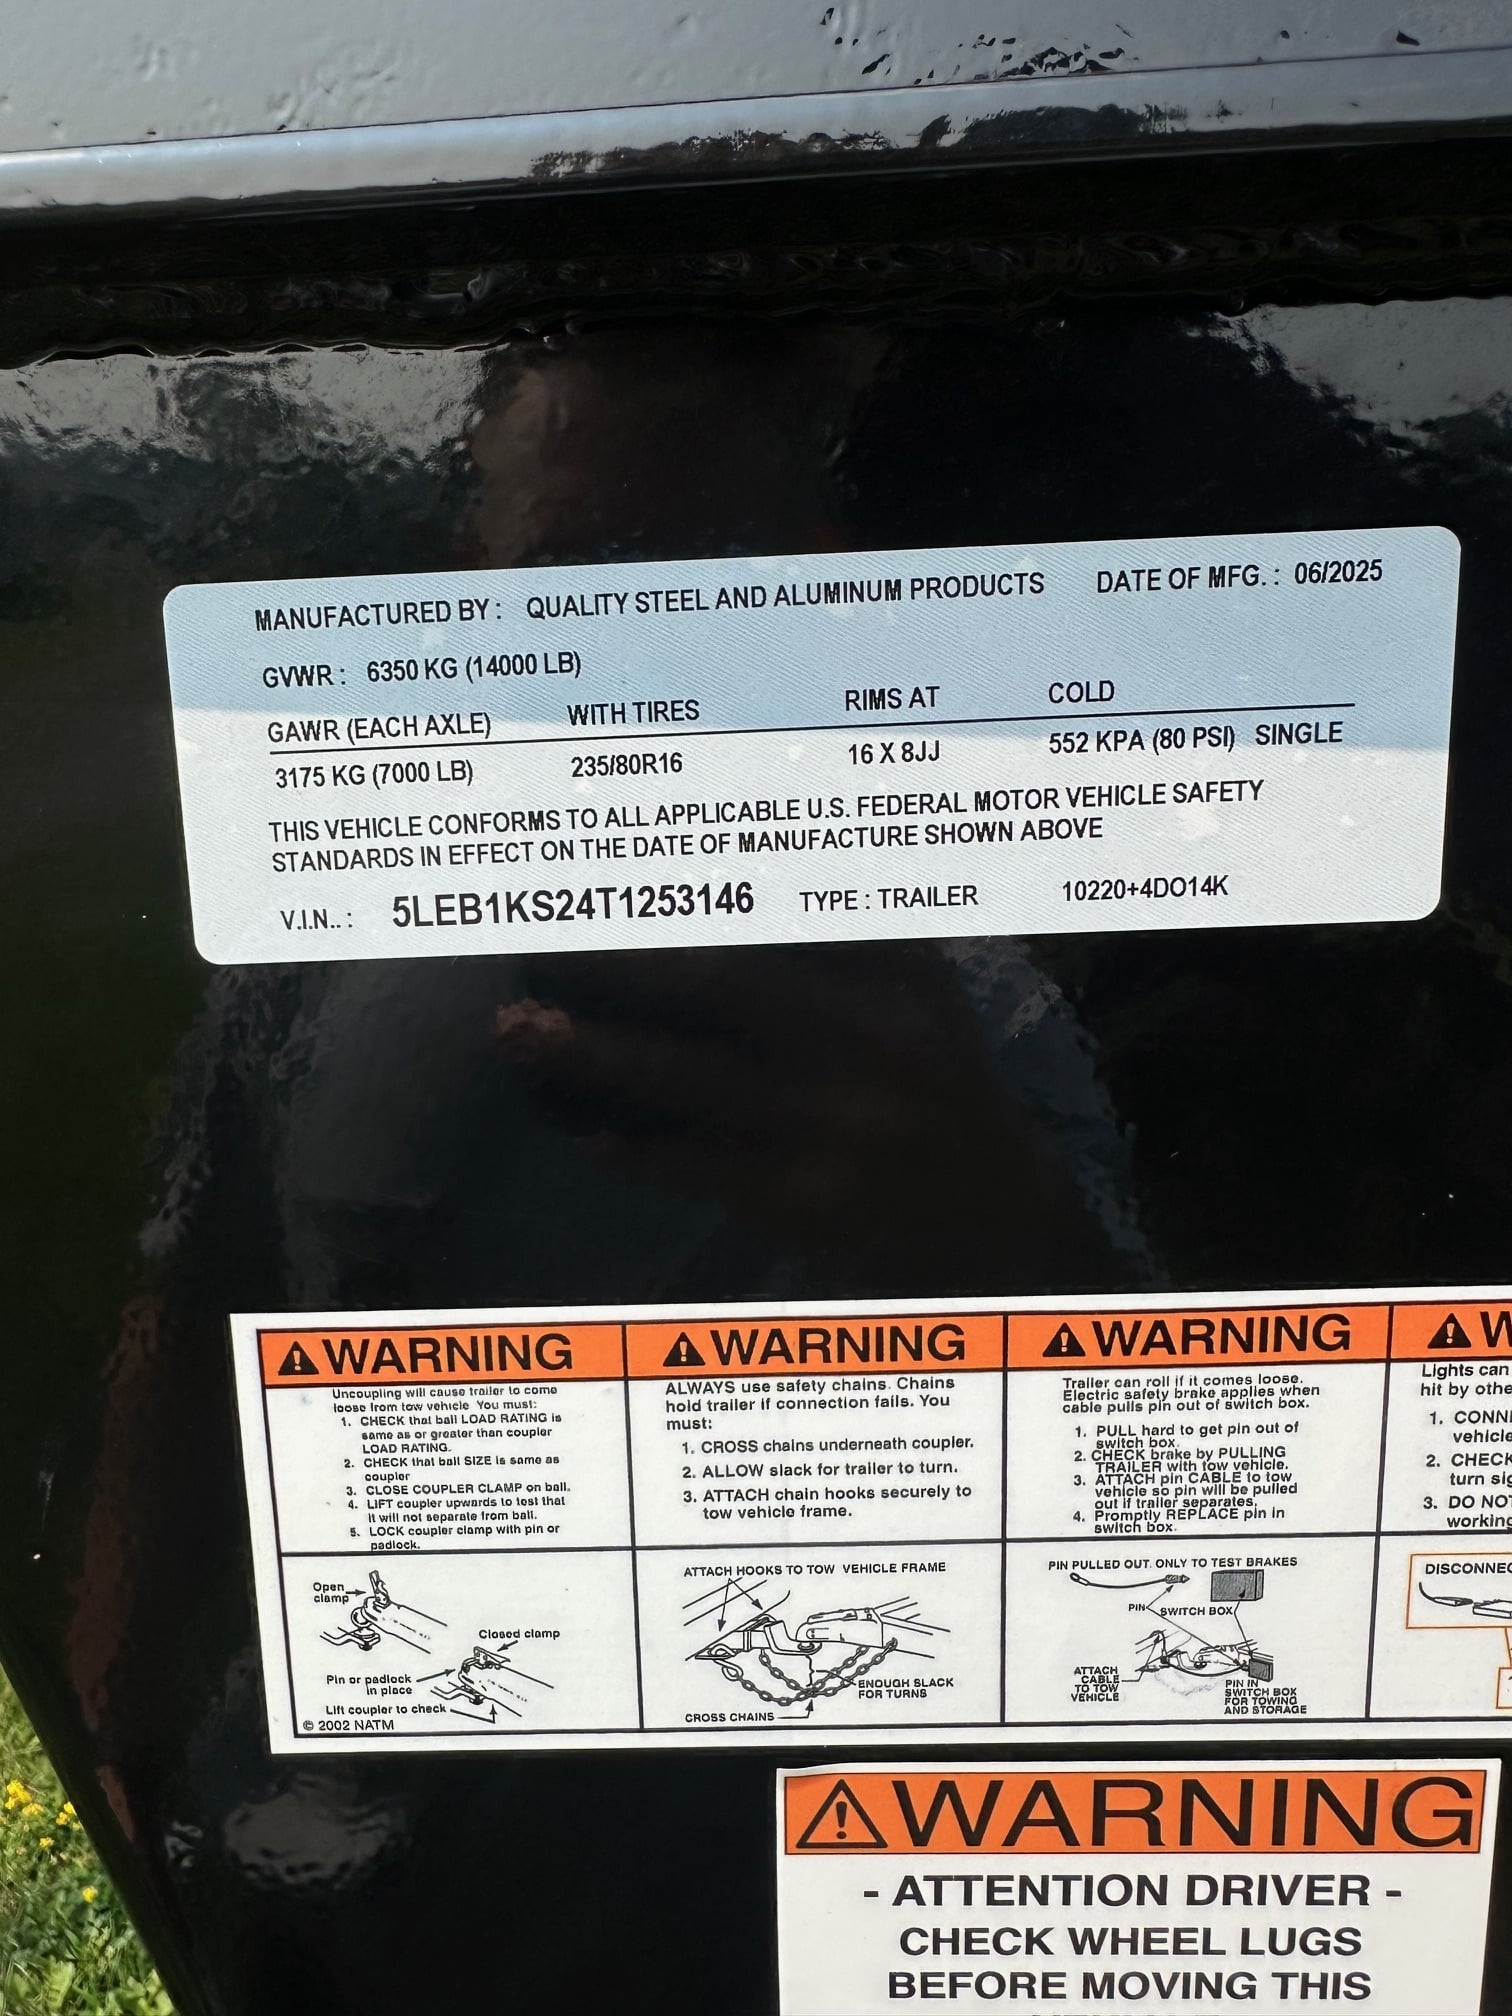 MANUFACTURED BY : QUALITY STEEL AND ALUMINUM PRODUCTS DATE OF MFG. : 06/2025
GVWR : 6350 KG (14000 LB)
GAWR (EACH AXLE) WITH TIRES RIMS AT COLD
3175 KG (7000 LB) 235/80R16 16 X 8JJ 552 KPA (80 PSI) SINGLE
THIS VEHICLE CONFORMS TO ALL APPLICABLE U.S. FEDERAL MOTOR VEHICLE SAFETY
STANDARDS IN EFFECT ON THE DATE OF MANUFACTURE SHOWN ABOVE
V.I.N.. : 5LEB1KS24T1253146 TYPE : TRAILER 10220+4DO14K
WARNING
Uncoupling will cause trailer to come
loose from tow vehicle You must:
1. CHECK that ball LOAD RATING is
same as or greater than coupler
LOAD RATING.
2. CHECK that ball SIZE is same as
coupler
3. CLOSE COUPLER CLAMP on ball.
4. LIFT coupler upwards to test that
it will not separate from ball.
5. LOCK coupler clamp with pin or
padlock.
Open
clamp
Closed clamp
Pin or padlock
in place
Lift coupler to check
© 2002 NATM
WARNING
ALWAYS use safety chains. Chains
hold trailer if connection fails. You
must:
1. CROSS chains underneath coupler.
2. ALLOW slack for trailer to turn.
3. ATTACH chain hooks securely to
tow vehicle frame.
ATTACH HOOKS TO TOW VEHICLE FRAME
ENOUGH SLACK
FOR TURNS
CROSS CHAINS
WARNING
Trailer can roll if it comes loose.
Electric safety brake applies when
cable pulls pin out of switch box.
1. PULL hard to get pin out of
switch box.
2. CHECK brake by PULLING
TRAILER with tow vehicle.
3. ATTACH pin CABLE to tow
vehicle so pin will be pulled
out if trailer separates.
4. Promptly REPLACE pin in
switch box.
PIN PULLED OUT ONLY TO TEST BRAKES
PIN SWITCH BOX
ATTACH
CABLE
TO TOW
VEHICLE
PIN IN
SWITCH BOX
FOR TOWING
AND STORAGE
W
Lights can
hit by othe
1. CONN
vehicle
2. CHECK
turn sig
3. DO NOT
working
DISCONNEC
WARNING
- ATTENTION DRIVER -
CHECK WHEEL LUGS
BEFORE MOVING THIS